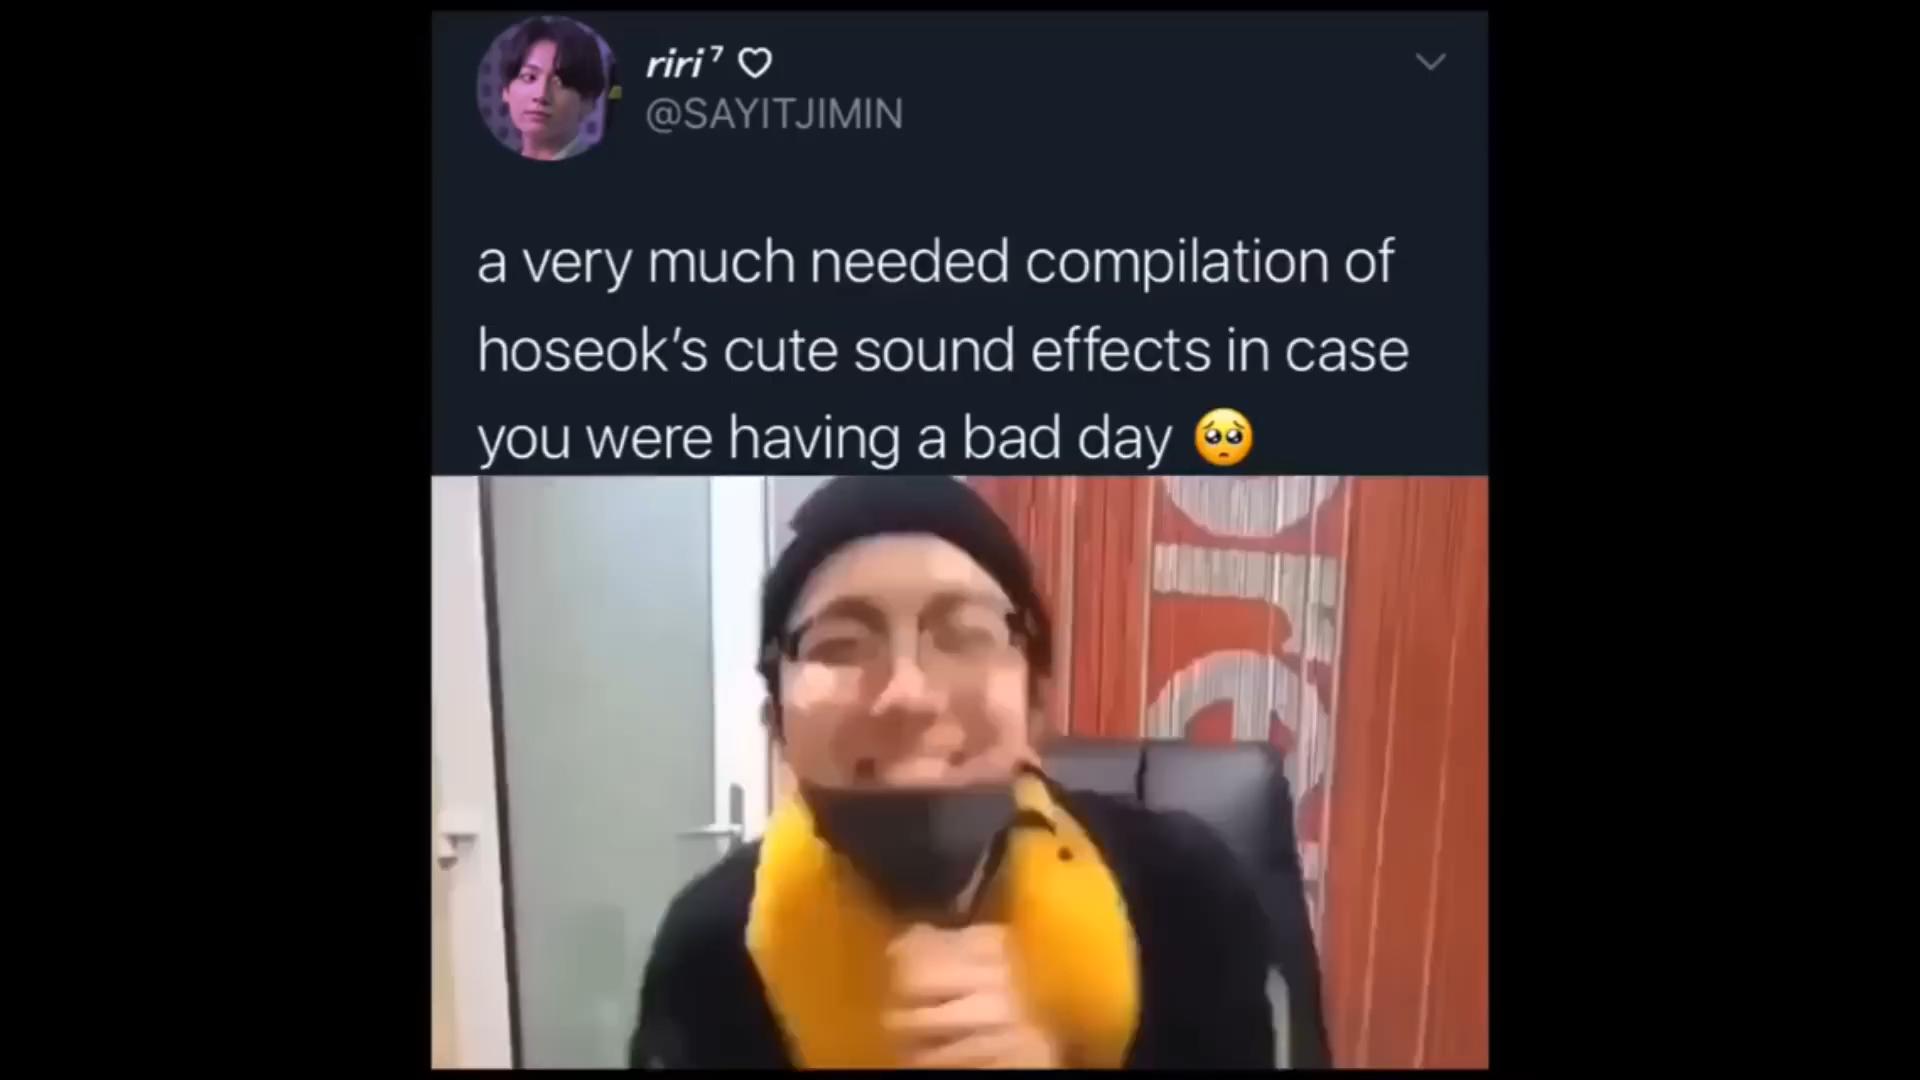 riri⁷ ♡
@SAYITJIMIN
a very much needed compilation of
hoseok’s cute sound effects in case
you were having a bad day 🥺